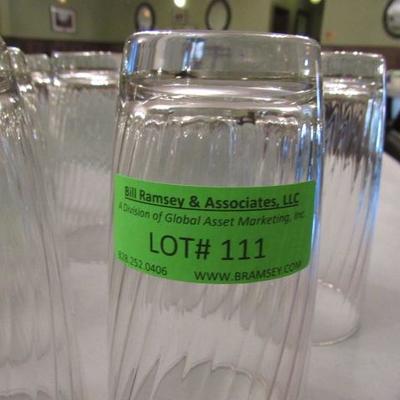 Bill Ramsey & Associates, LLC
A Division of Global Asset Marketing, Inc.
LOT# 111
828.252.0406 WWW.BRAMSEY.COM